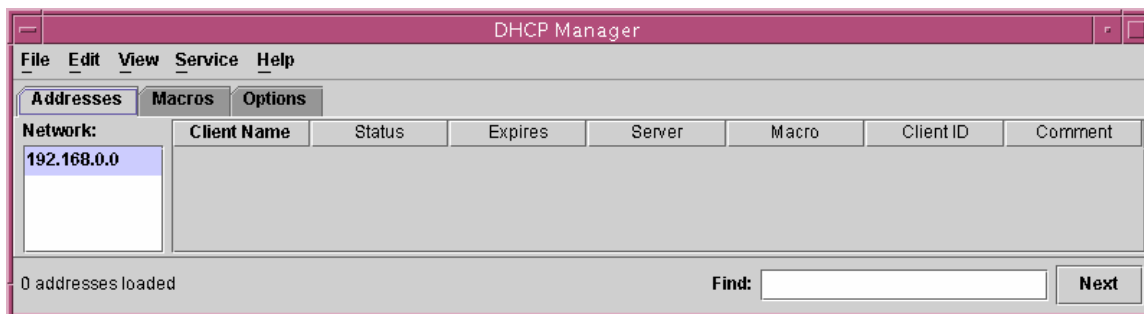 DHCP Manager
File Edit View Service Help
Addresses Macros Options
Network: Client Name Status Expires Server Macro Client ID Comment
192.168.0.0
0 addresses loaded Find: Next